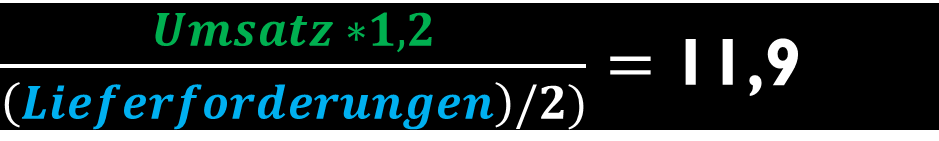 Umsatz *1,2
= 11,9
(Lieferforderungen)/2)